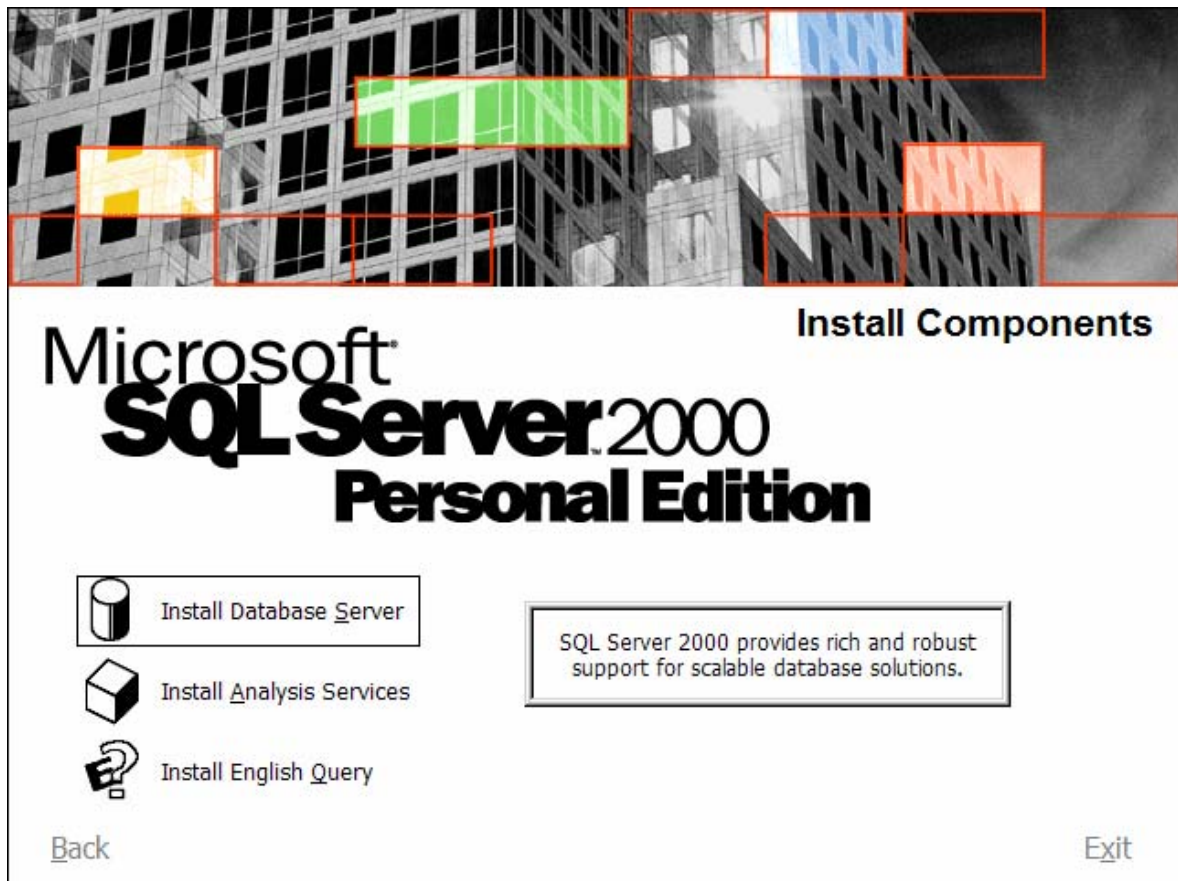 Install Components
Microsoft®
SQL Server™ 2000
Personal Edition
Install Database Server
Install Analysis Services
Install English Query
SQL Server 2000 provides rich and robust
support for scalable database solutions.
Back
Exit